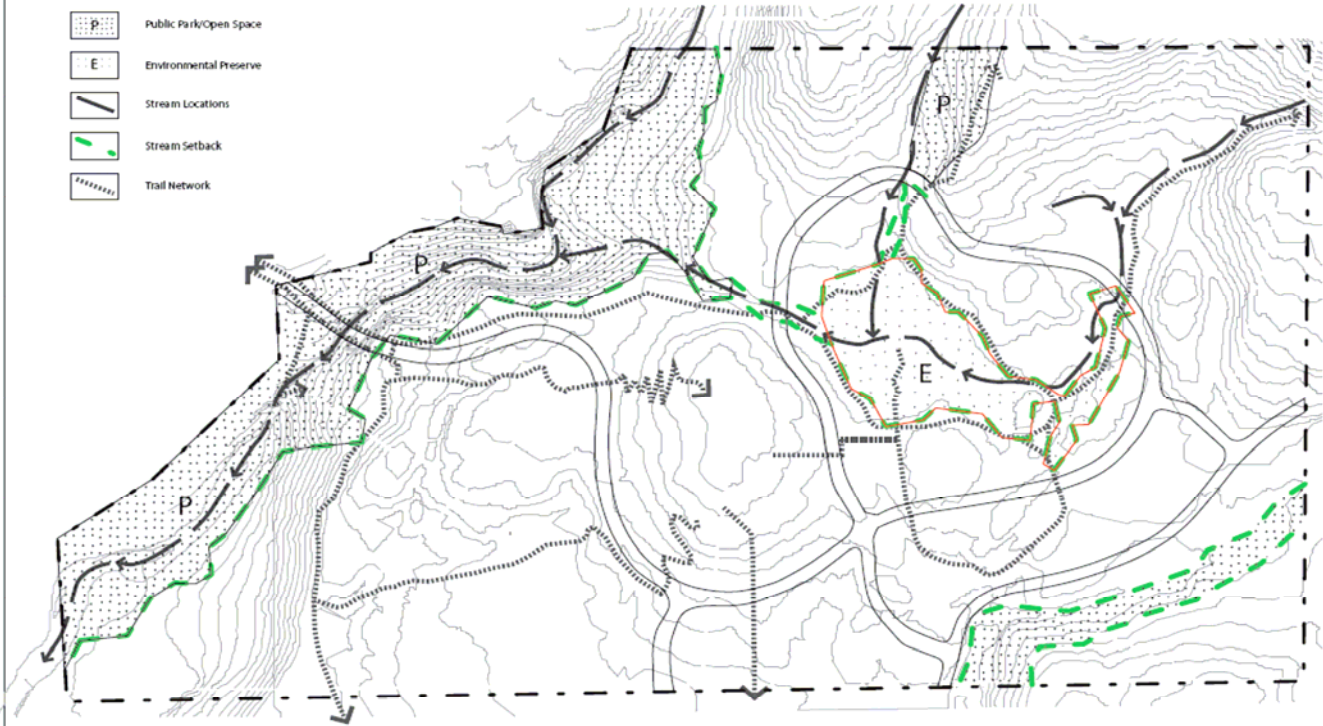 P Public Park/Open Space
E Environmental Preserve
Stream Locations
Stream Setback
Trail Network
P
P
E
P